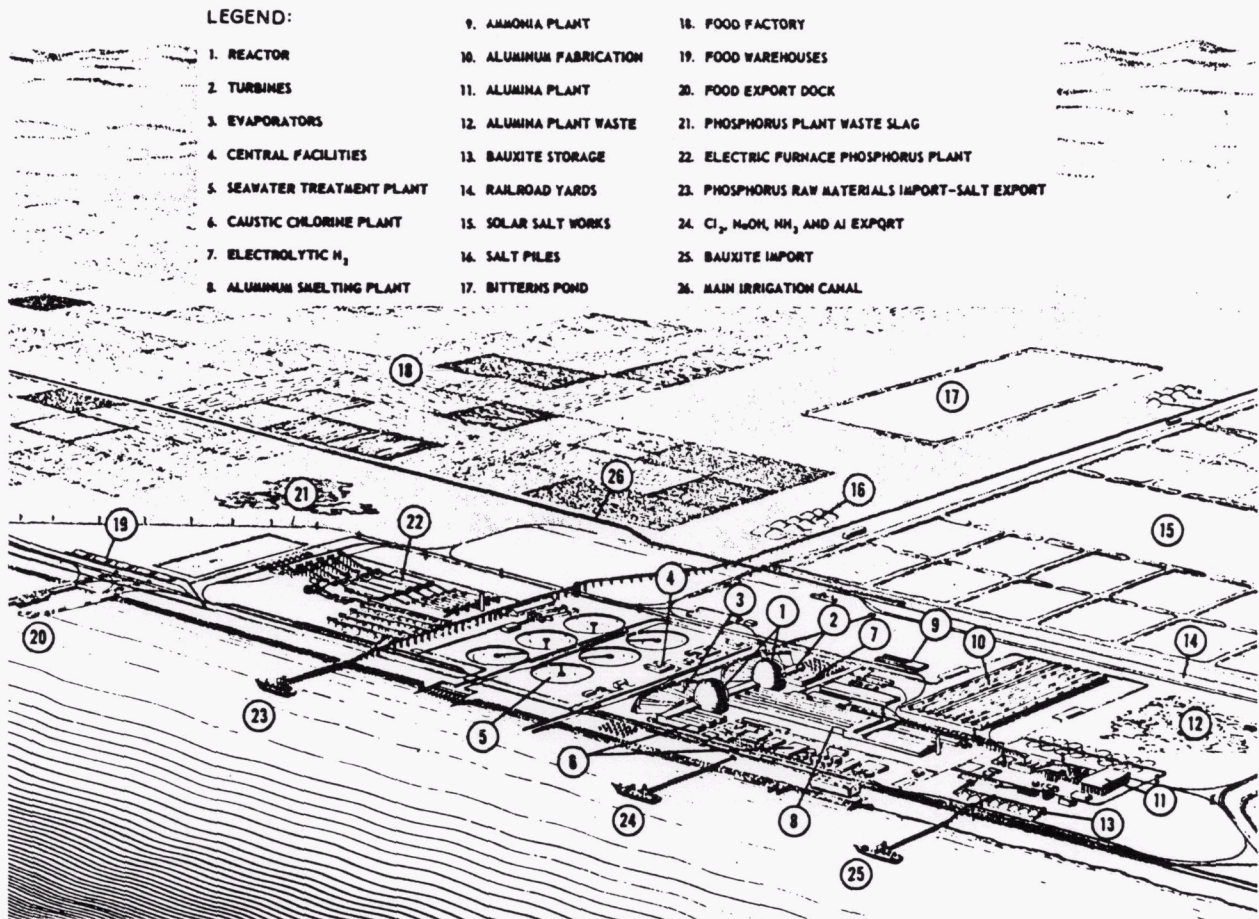 LEGEND:
1. REACTOR
2. TURBINES
3. EVAPORATORS
4. CENTRAL FACILITIES
5. SEAWATER TREATMENT PLANT
6. CAUSTIC CHLORINE PLANT
7. ELECTROLYTIC H₂
8. ALUMINUM SMELTING PLANT
9. AMMONIA PLANT
10. ALUMINUM FABRICATION
11. ALUMINA PLANT
12. ALUMINA PLANT WASTE
13. BAUXITE STORAGE
14. RAILROAD YARDS
15. SOLAR SALT WORKS
16. SALT PILES
17. BITTERNS POND
18. FOOD FACTORY
19. FOOD WAREHOUSES
20. FOOD EXPORT DOCK
21. PHOSPHORUS PLANT WASTE SLAG
22. ELECTRIC FURNACE PHOSPHORUS PLANT
23. PHOSPHORUS RAW MATERIALS IMPORT-SALT EXPORT
24. Cl₂, NaOH, NH₃ AND Al EXPORT
25. BAUXITE IMPORT
26. MAIN IRRIGATION CANAL
18
17
26
16
21
19
22
15
4
3
1
2
7
9
10
14
20
23
5
12
6
24
8
11
13
25